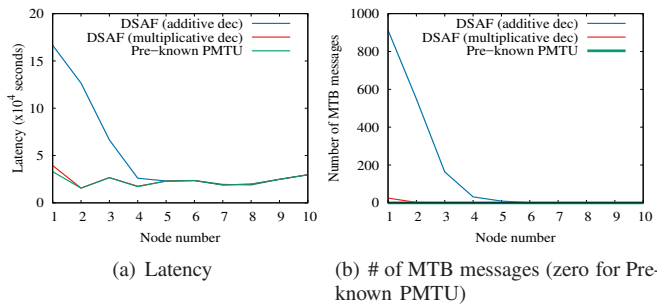 20
15
10
5
0
1 2 3 4 5 6 7 8 9 10
Latency (x10^4 seconds)
Node number
DSAF (additive dec)
DSAF (multiplicative dec)
Pre−known PMTU
(a) Latency
1000
800
600
400
200
0
1 2 3 4 5 6 7 8 9 10
Number of MTB messages
Node number
DSAF (additive dec)
DSAF (multiplicative dec)
Pre−known PMTU
(b) # of MTB messages (zero for Pre-
known PMTU)